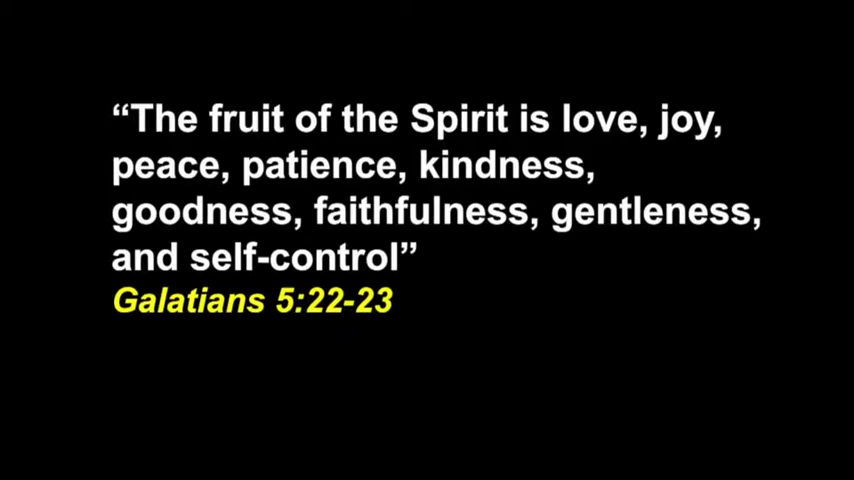 “The fruit of the Spirit is love, joy,
peace, patience, kindness,
goodness, faithfulness, gentleness,
and self-control”
Galatians 5:22-23